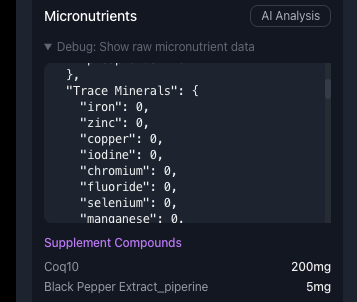 Micronutrients
AI Analysis
▼ Debug: Show raw micronutrient data
},
"Trace Minerals": {
"iron": 0,
"zinc": 0,
"copper": 0,
"iodine": 0,
"chromium": 0,
"fluoride": 0,
"selenium": 0,
"manganese": 0,
Supplement Compounds
Coq10 200mg
Black Pepper Extract_piperine 5mg